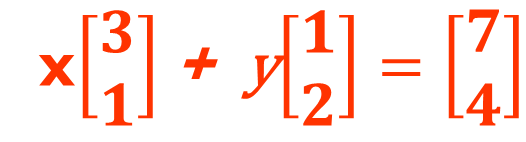 x[3 1] + y[1 2] = [7 4]